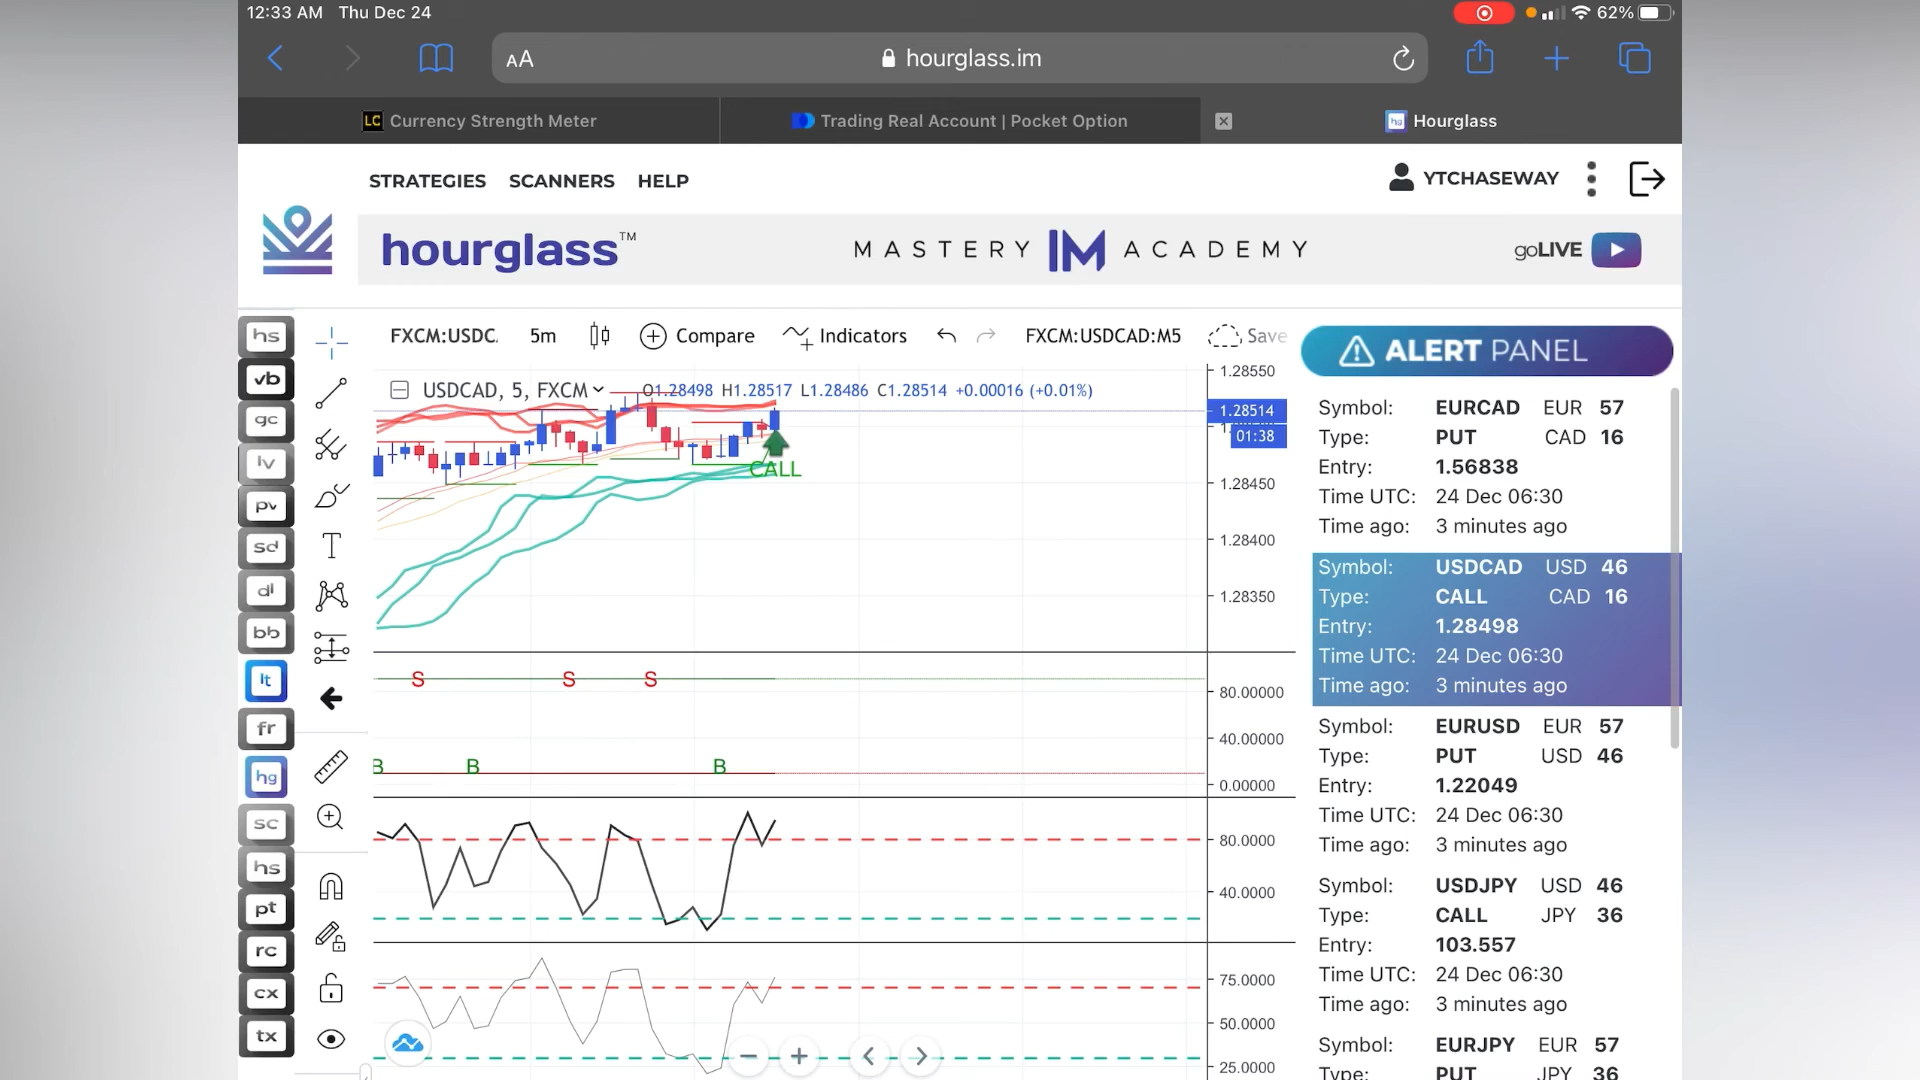 12:33 AM Thu Dec 24
62%
AA
hourglass.im
LC Currency Strength Meter
Trading Real Account | Pocket Option
hg Hourglass
STRATEGIES SCANNERS HELP
YTCHASEWAY
hourglass™
MASTERY IM ACADEMY
goLIVE
hs
vb
gc
lv
pv
sd
dl
bb
lt
fr
hg
sc
hs
pt
rc
cx
tx
T
FXCM:USDC
5m
Compare
Indicators
FXCM:USDCAD:M5
Save
USDCAD, 5, FXCM
O1.28498 H1.28517 L1.28486 C1.28514 +0.00016 (+0.01%)
CALL
1.28550
1.28514
01:38
1.28450
1.28400
1.28350
S S S
80.00000
40.00000
B B B
0.00000
80.0000
40.0000
75.0000
50.0000
25.0000
ALERT PANEL
Symbol: EURCAD EUR 57
Type: PUT CAD 16
Entry: 1.56838
Time UTC: 24 Dec 06:30
Time ago: 3 minutes ago
Symbol: USDCAD USD 46
Type: CALL CAD 16
Entry: 1.28498
Time UTC: 24 Dec 06:30
Time ago: 3 minutes ago
Symbol: EURUSD EUR 57
Type: PUT USD 46
Entry: 1.22049
Time UTC: 24 Dec 06:30
Time ago: 3 minutes ago
Symbol: USDJPY USD 46
Type: CALL JPY 36
Entry: 103.557
Time UTC: 24 Dec 06:30
Time ago: 3 minutes ago
Symbol: EURJPY EUR 57
Type: PUT JPY 36